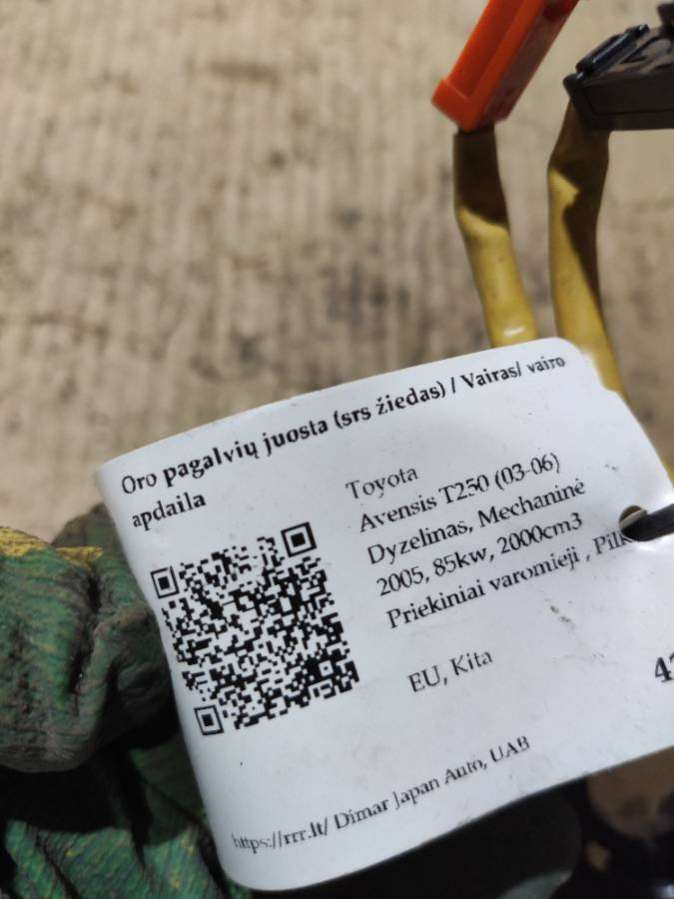 Oro pagalvių juosta (srs žiedas) / Vairas/ vairo
apdaila
Toyota
Avensis T250 (03-06)
Dyzelinas, Mechaninė
2005, 85kw, 2000cm3
Priekiniai varomieji ,
EU, Kita
https://rrr.lt/ Dimar Japan Auto, UAB